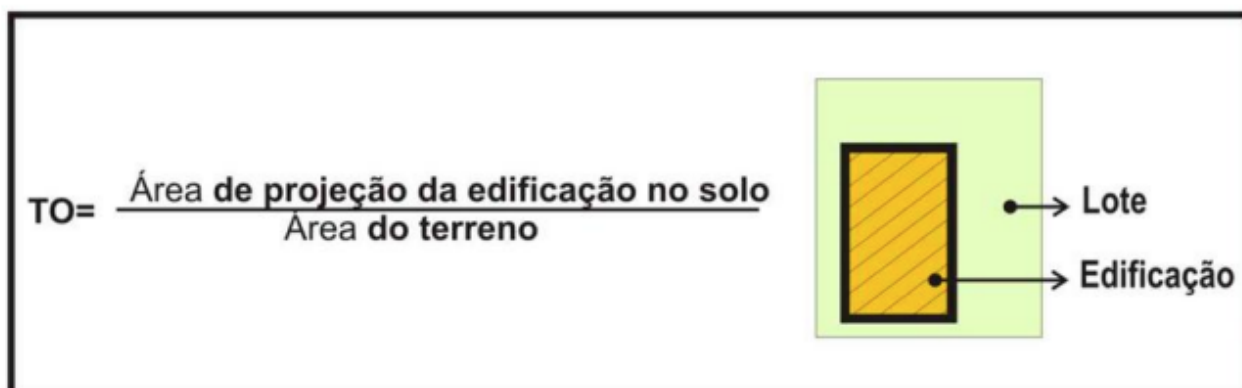 TO= Área de projeção da edificação no solo
Área do terreno
Lote
Edificação